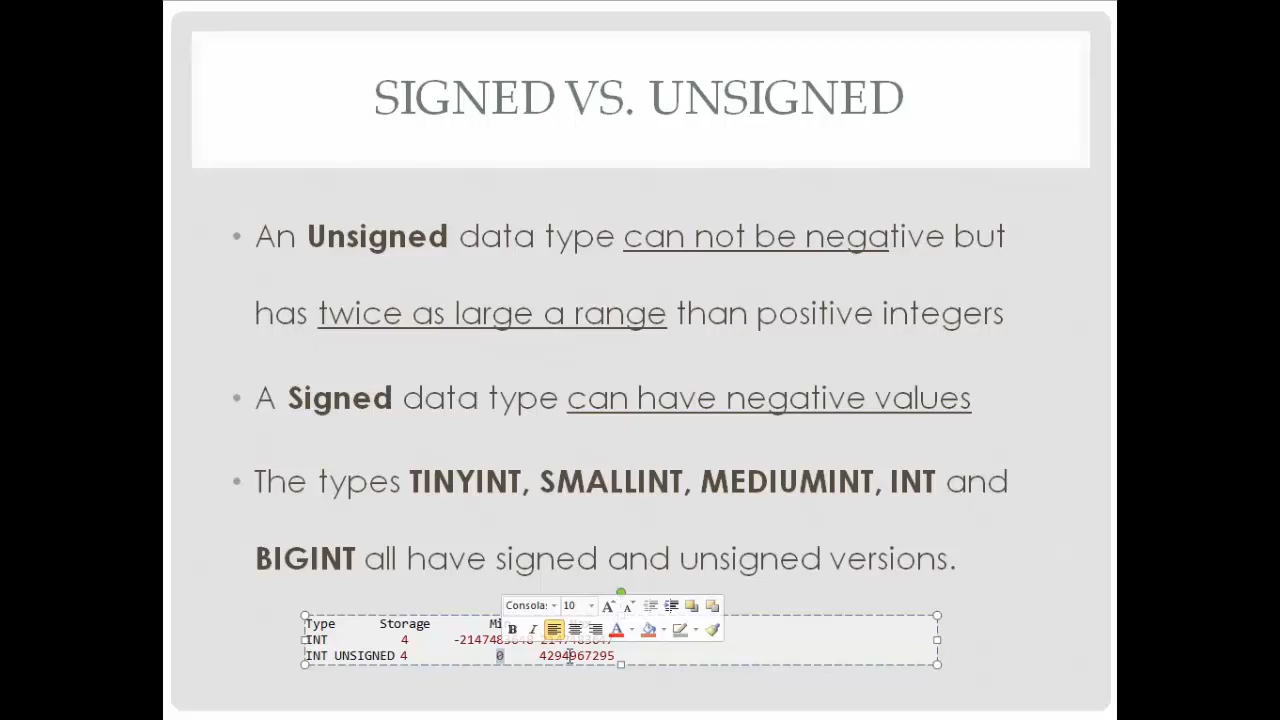 SIGNED VS. UNSIGNED
• An Unsigned data type can not be negative but
has twice as large a range than positive integers
• A Signed data type can have negative values
• The types TINYINT, SMALLINT, MEDIUMINT, INT and
BIGINT all have signed and unsigned versions.
Consola: 10
Type Storage
B I A
INT 4 -2147483648 2147483647
INT UNSIGNED 4 0 4294967295